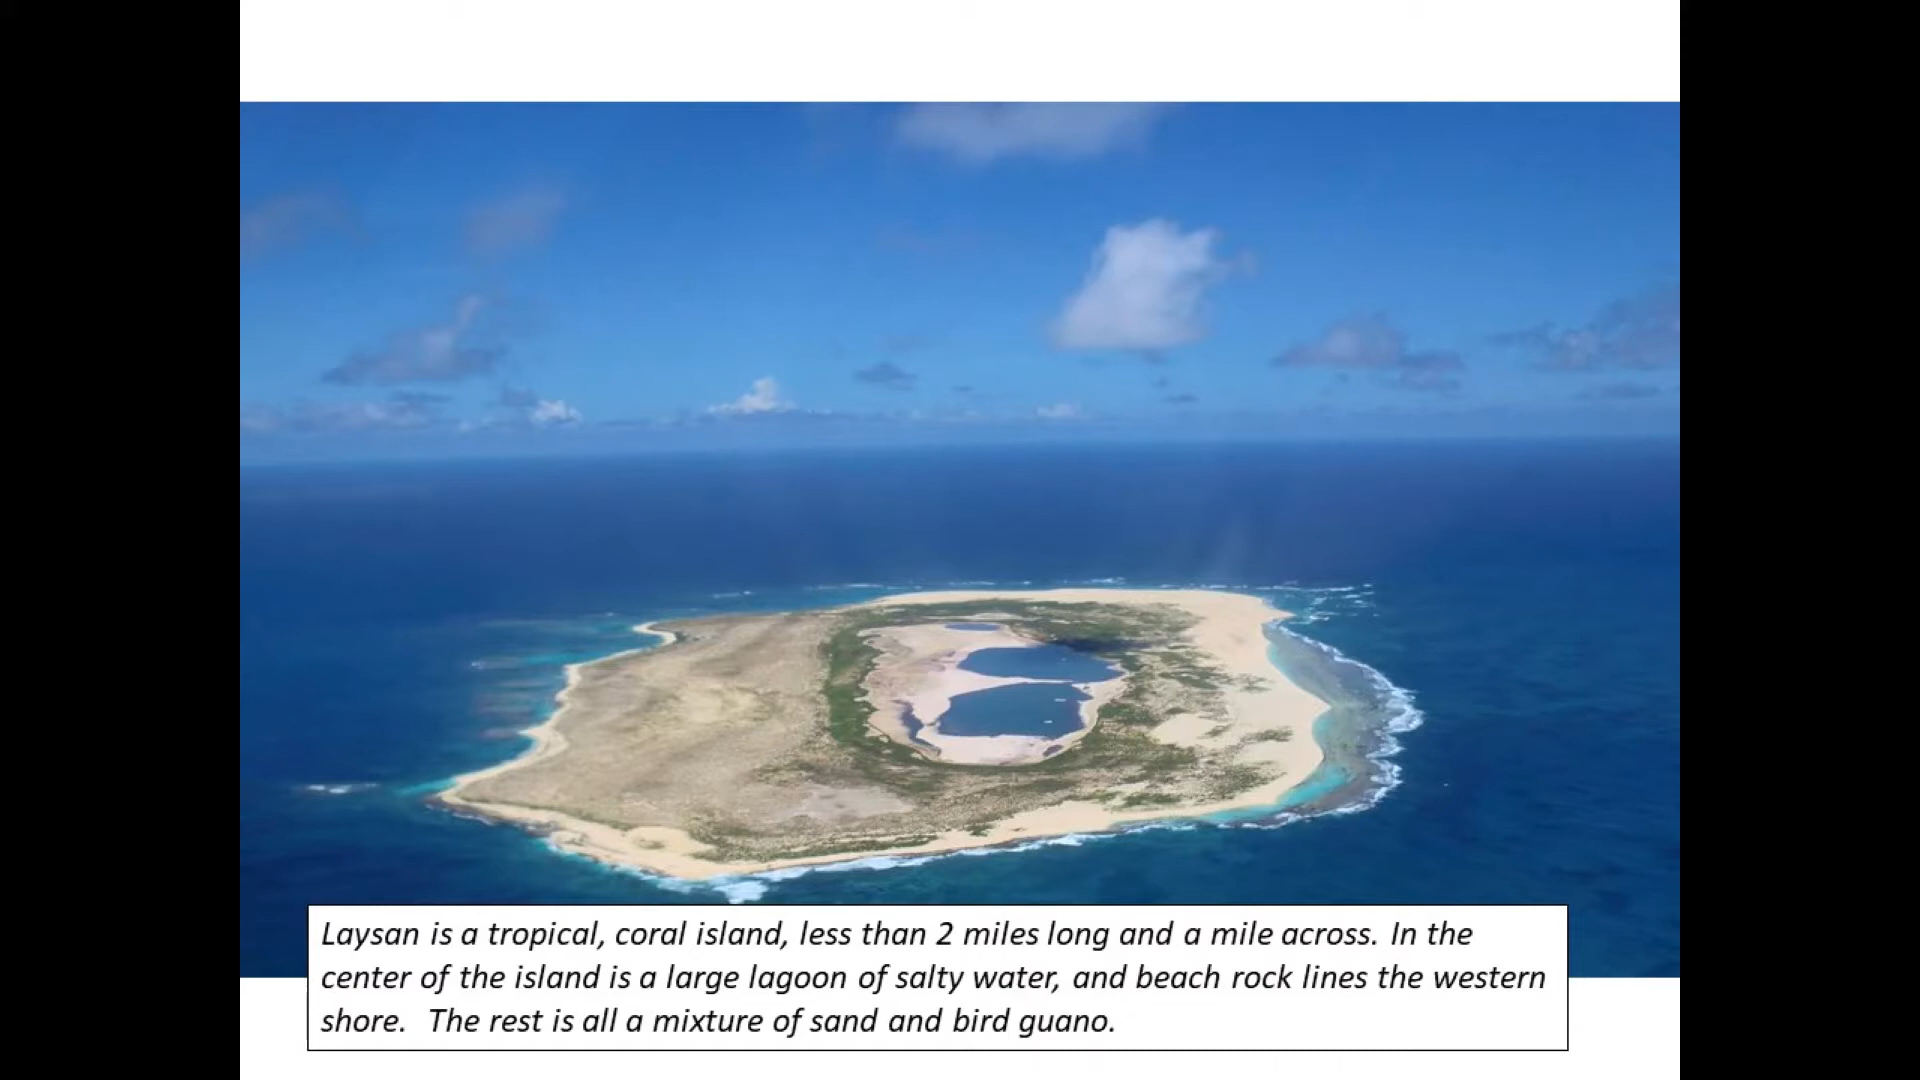 Laysan is a tropical, coral island, less than 2 miles long and a mile across. In the
center of the island is a large lagoon of salty water, and beach rock lines the western
shore.  The rest is all a mixture of sand and bird guano.